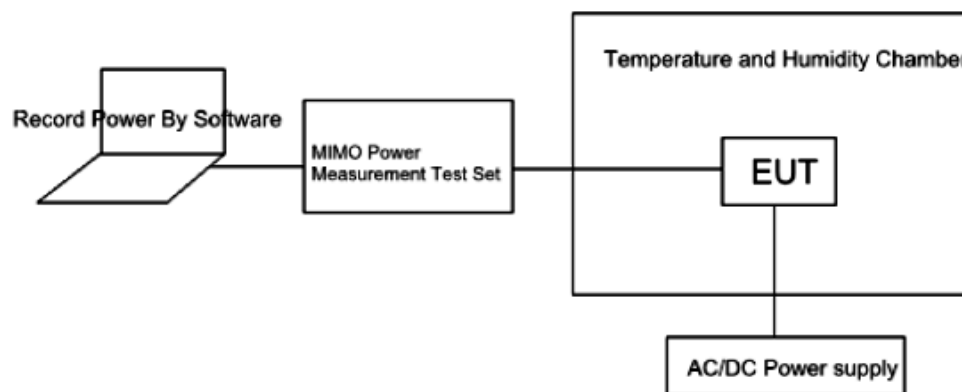 Temperature and Humidity Chamber
Record Power By Software
MIMO Power
Measurement Test Set
EUT
AC/DC Power supply